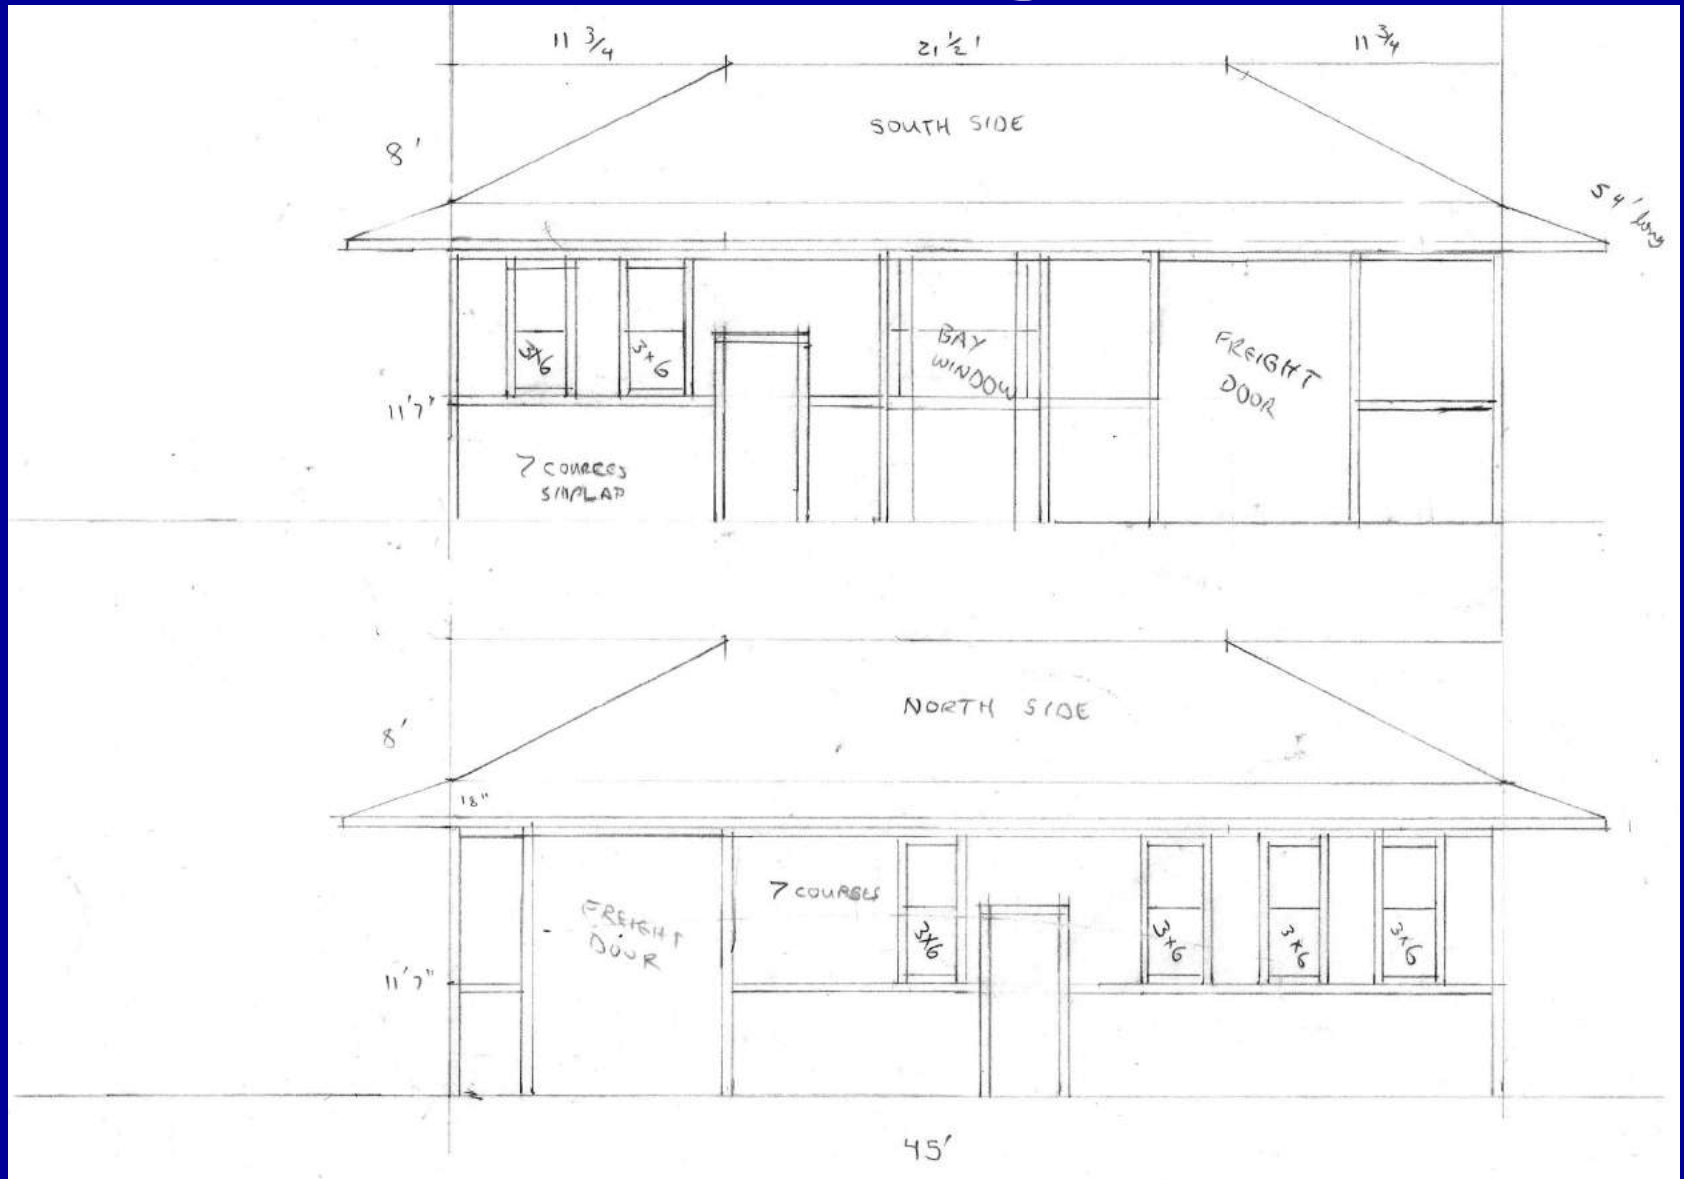 11 3/4
21 1/2'
11 3/4
SOUTH SIDE
8'
54' long
3x6
3x6
BAY
WINDOW
FREIGHT
DOOR
11'7"
7 COURCES
SHIPLAP
NORTH SIDE
8'
18"
7 COURSES
FREIGHT
DOOR
3x6
3x6
3x6
3x6
11'7"
45'